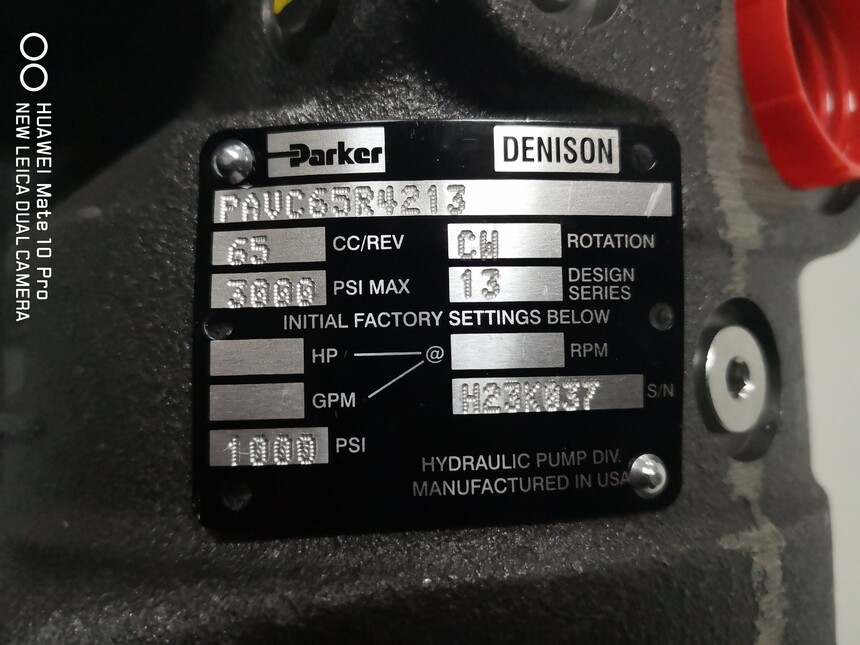 Parker DENISON
PAVC65R4213
65 CC/REV CW ROTATION
3000 PSI MAX 13 DESIGN SERIES
INITIAL FACTORY SETTINGS BELOW
HP @ RPM
GPM H23K037 S/N
1000 PSI
HYDRAULIC PUMP DIV.
MANUFACTURED IN USA
HUAWEI Mate 10 Pro
NEW LEICA DUAL CAMERA